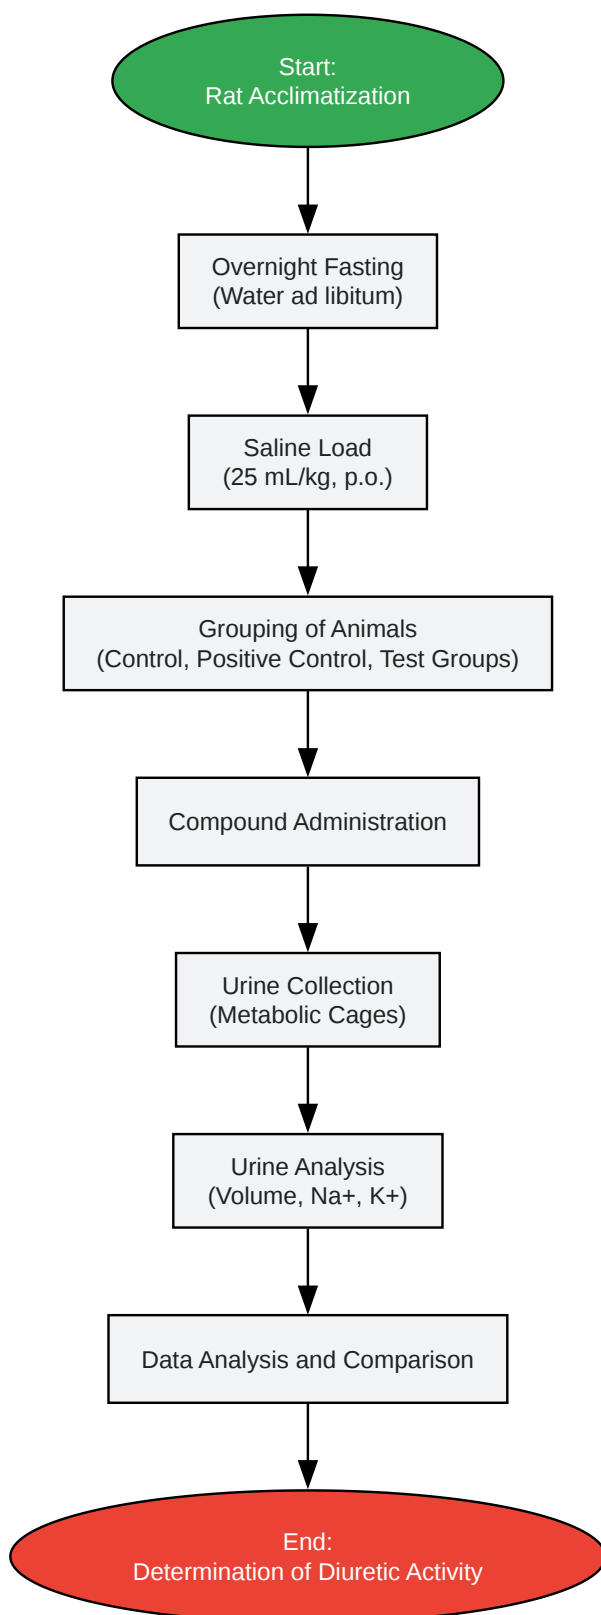 Start:
Rat Acclimatization
Overnight Fasting
(Water ad libitum)
Saline Load
(25 mL/kg, p.o.)
Grouping of Animals
(Control, Positive Control, Test Groups)
Compound Administration
Urine Collection
(Metabolic Cages)
Urine Analysis
(Volume, Na+, K+)
Data Analysis and Comparison
End:
Determination of Diuretic Activity